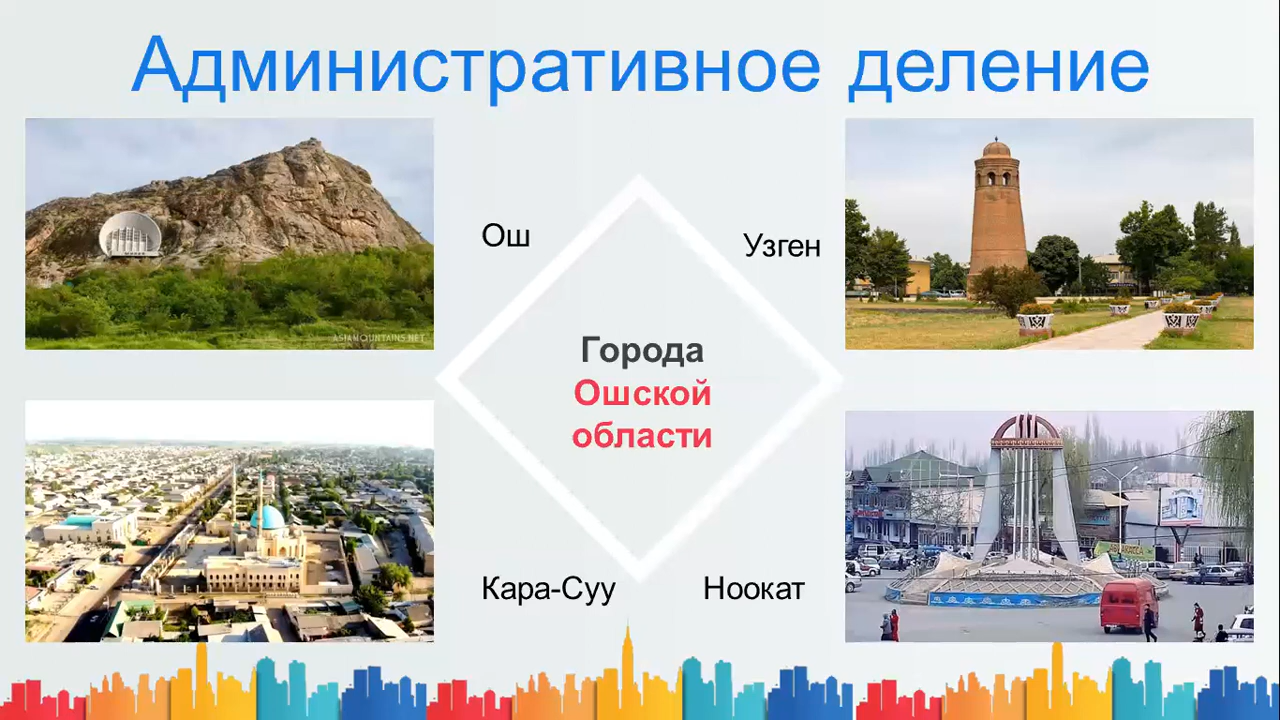 Административное деление
Ош
Узген
Города
Ошской
области
Кара-Суу
Ноокат
ASIAMOUNTAINS.NET